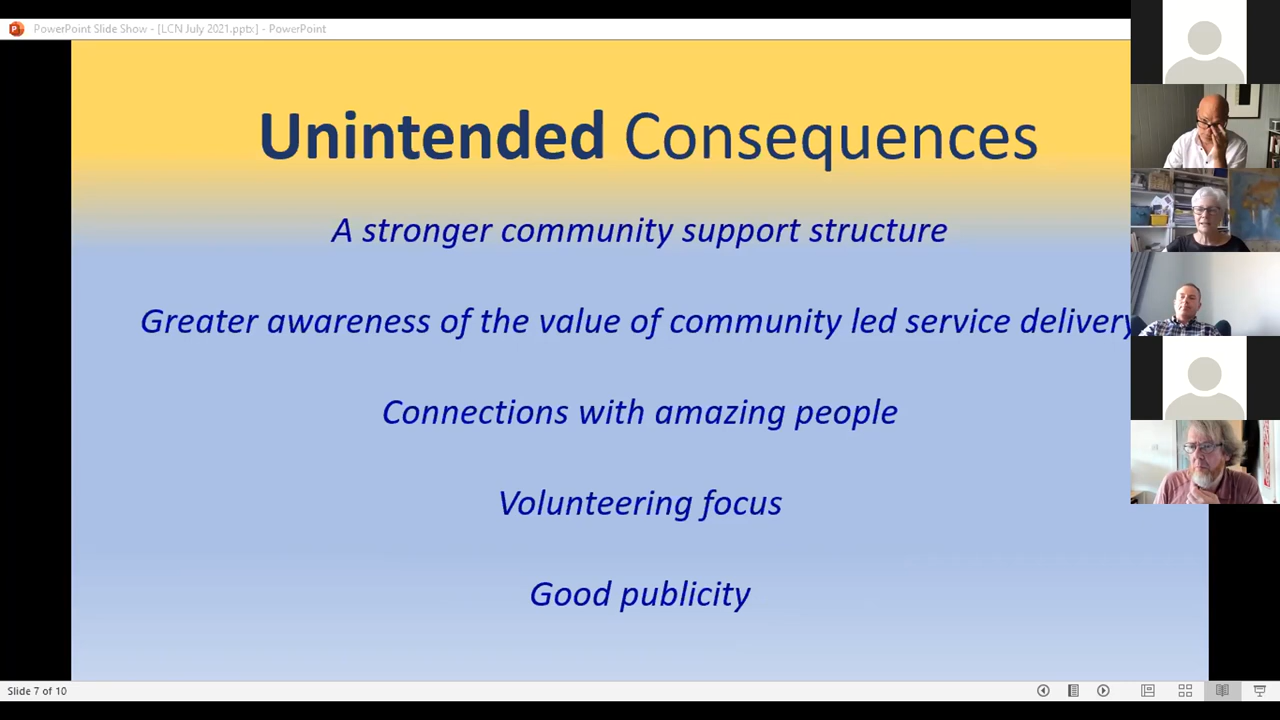 PowerPoint Slide Show - [LCN July 2021.pptx] - PowerPoint
Unintended Consequences
A stronger community support structure
Greater awareness of the value of community led service delivery
Connections with amazing people
Volunteering focus
Good publicity
Slide 7 of 10